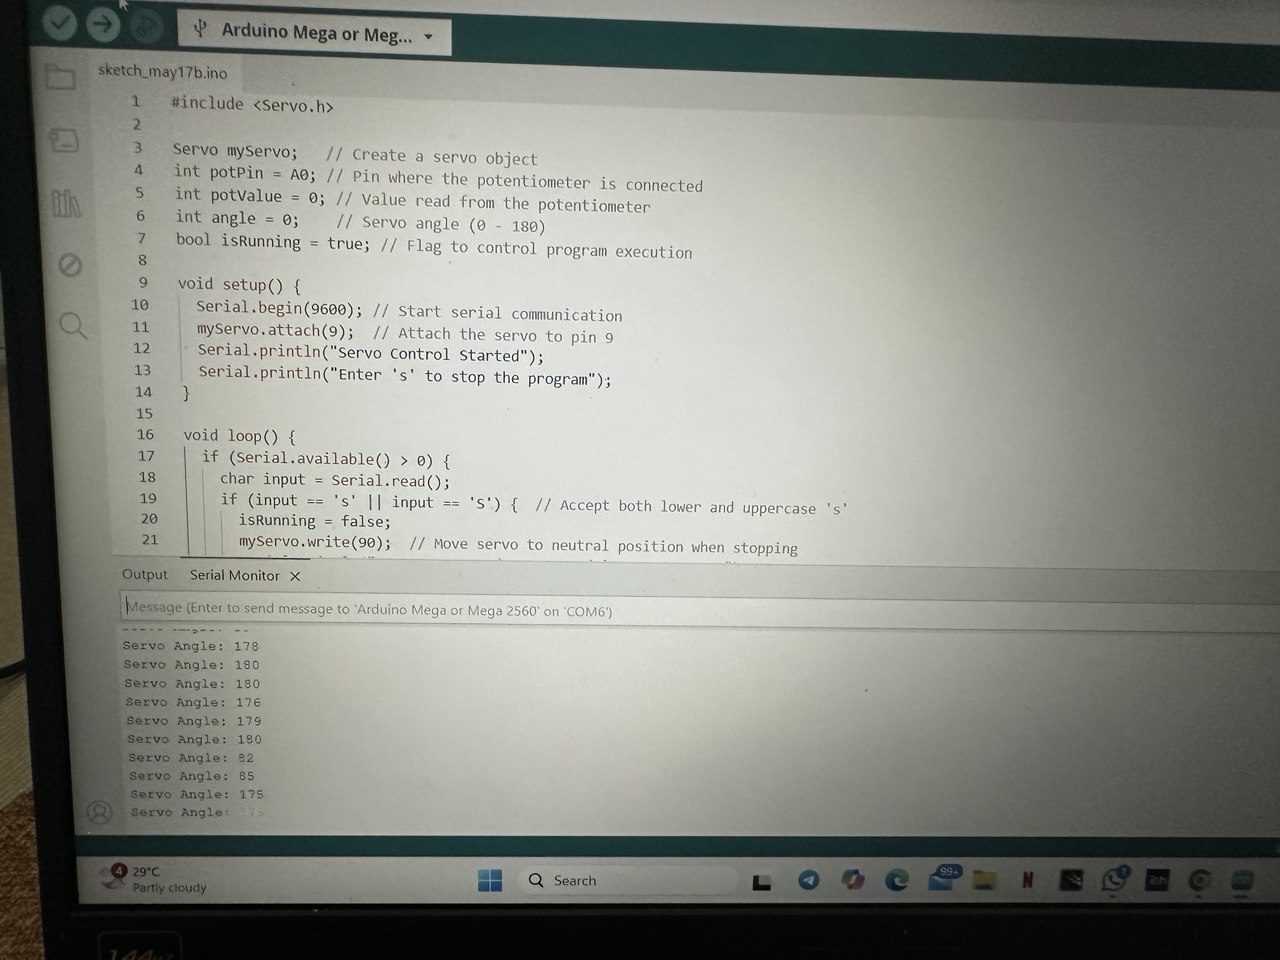 Arduino Mega or Meg...
sketch_may17b.ino
1 #include <Servo.h>
2
3 Servo myServo; // Create a servo object
4 int potPin = A0; // Pin where the potentiometer is connected
5 int potValue = 0; // Value read from the potentiometer
6 int angle = 0; // Servo angle (0 - 180)
7 bool isRunning = true; // Flag to control program execution
8
9 void setup() {
10 Serial.begin(9600); // Start serial communication
11 myServo.attach(9); // Attach the servo to pin 9
12 Serial.println("Servo Control Started");
13 Serial.println("Enter 's' to stop the program");
14 }
15
16 void loop() {
17 if (Serial.available() > 0) {
18 char input = Serial.read();
19 if (input == 's' || input == 'S') { // Accept both lower and uppercase 's'
20 isRunning = false;
21 myServo.write(90); // Move servo to neutral position when stopping
Output Serial Monitor X
Message (Enter to send message to 'Arduino Mega or Mega 2560' on 'COM6')
Servo Angle: 178
Servo Angle: 180
Servo Angle: 180
Servo Angle: 176
Servo Angle: 179
Servo Angle: 180
Servo Angle:
Servo Angle:
Servo Angle: 175
Servo Angle:
4
29°C
Partly cloudy
Search
99+
N
1